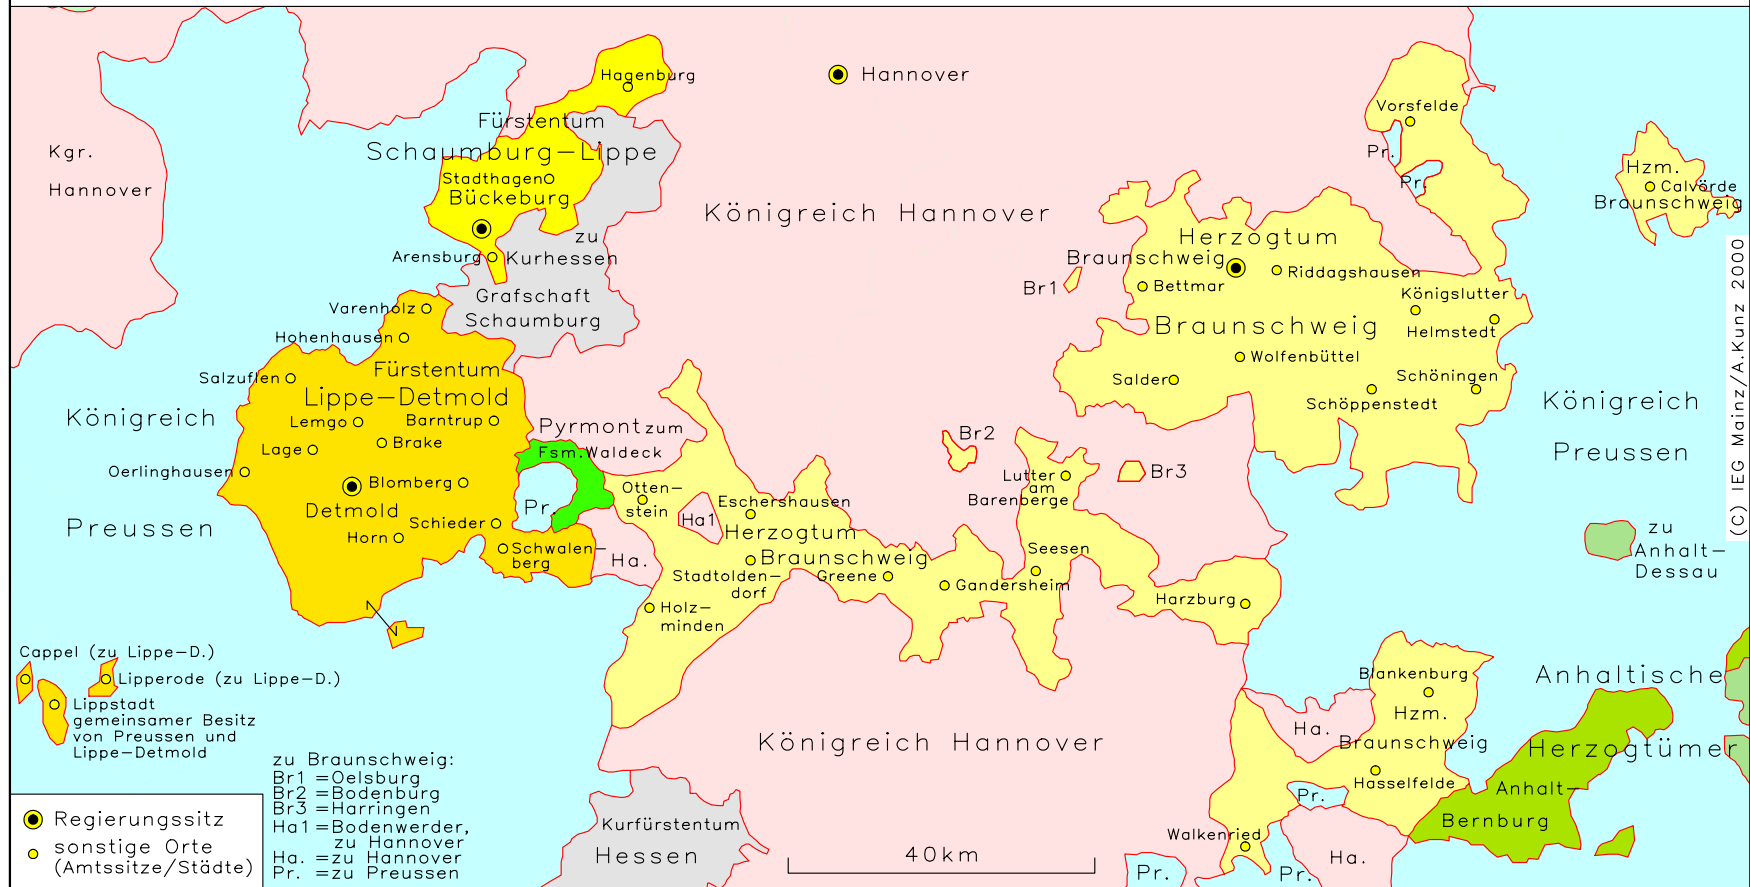 Hagenburg
Hannover
Fürstentum
Schaumburg-Lippe
Stadthagen
Bückeburg
Arensburg
zu
Kurhessen
Grafschaft
Schaumburg
Kgr.
Hannover
Königreich Hannover
Vorsfelde
Pr.
Pr.
Hzm.
Calvörde
Braunschweig
Herzogtum
Braunschweig
Riddagshausen
Br1
Bettmar
Königslutter
Braunschweig
Helmstedt
Wolfenbüttel
Salder
Schöningen
Schöppenstedt
Varenholz
Hohenhausen
Fürstentum
Salzuflen
Lippe-Detmold
Lemgo
Barntrup
Brake
Lage
Oerlinghausen
Blomberg
Detmold
Schieder
Horn
Schwalen-
berg
Königreich
Preussen
Pyrmont zum
Fsm. Waldeck
Pr.
Ha.
Otten-
stein
Ha1
Eschershausen
Herzogtum
Braunschweig
Stadtolden-
dorf
Greene
Holz-
minden
Gandersheim
Seesen
Br2
Lutter
am
Barenberge
Br3
Harzburg
Königreich
Preussen
zu
Anhalt-
Dessau
(C) IEG Mainz/A.Kunz 2000
Cappel (zu Lippe-D.)
Lipperode (zu Lippe-D.)
Lippstadt
gemeinsamer Besitz
von Preussen und
Lippe-Detmold
Königreich Hannover
Blankenburg
Hzm.
Braunschweig
Hasselfelde
Ha.
Pr.
Walkenried
Anhaltische
Herzogtümer
Anhalt-
Bernburg
Kurfürstentum
Hessen
40km
Pr.
Pr.
Ha.
zu Braunschweig:
Br1 =Oelsburg
Br2 =Bodenburg
Br3 =Harringen
Ha1 =Bodenwerder,
zu Hannover
Ha. =zu Hannover
Pr. =zu Preussen
Regierungssitz
sonstige Orte
(Amtssitze/Städte)